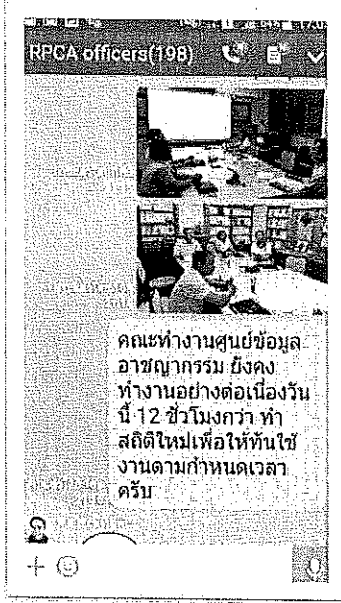 RPCA officers(198)
คณะทำงานศูนย์ข้อมูล
อาชญากรรม ยังคง
ทำงานอย่างต่อเนื่องวัน
นี้ 12 ชั่วโมงกว่า ทำ
สถิติใหม่เพื่อให้ทันใช้
งานตามกำหนดเวลา
ครับ